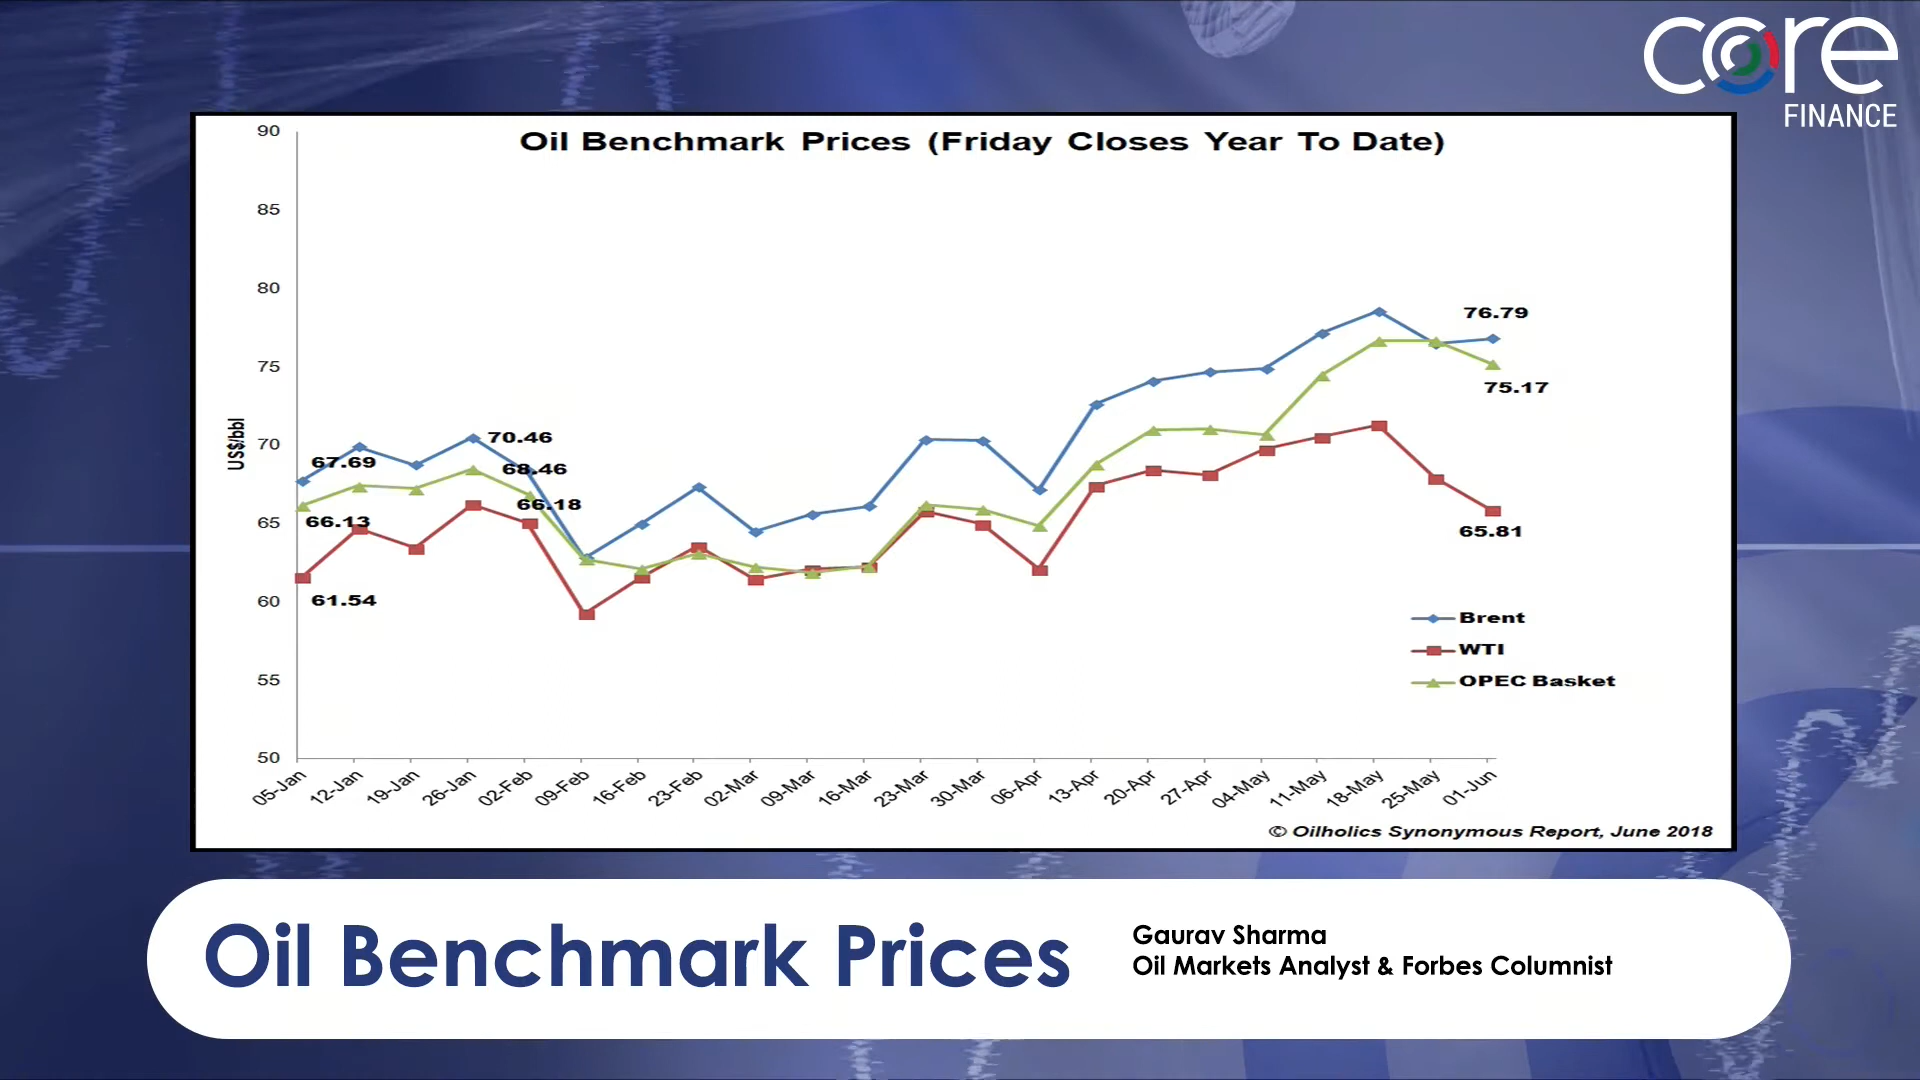 core
FINANCE
Oil Benchmark Prices (Friday Closes Year To Date)
90
85
80
75
70
65
60
55
50
US$/bbl
67.69
66.13
61.54
70.46
68.46
66.18
76.79
75.17
65.81
Brent
WTI
OPEC Basket
05-Jan
12-Jan
19-Jan
26-Jan
02-Feb
09-Feb
16-Feb
23-Feb
02-Mar
09-Mar
16-Mar
23-Mar
30-Mar
06-Apr
13-Apr
20-Apr
27-Apr
04-May
11-May
18-May
25-May
01-Jun
© Oilholics Synonymous Report, June 2018
Oil Benchmark Prices
Gaurav Sharma
Oil Markets Analyst & Forbes Columnist